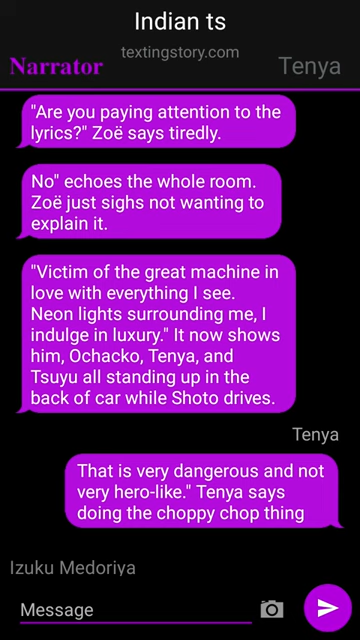 Indian ts
textingstory.com
Narrator
Tenya
"Are you paying attention to the
lyrics?" Zoë says tiredly.
No" echoes the whole room.
Zoë just sighs not wanting to
explain it.
"Victim of the great machine in
love with everything I see.
Neon lights surrounding me, I
indulge in luxury." It now shows
him, Ochacko, Tenya, and
Tsuyu all standing up in the
back of car while Shoto drives.
Tenya
That is very dangerous and not
very hero-like." Tenya says
doing the choppy chop thing
Izuku Medoriya
Message